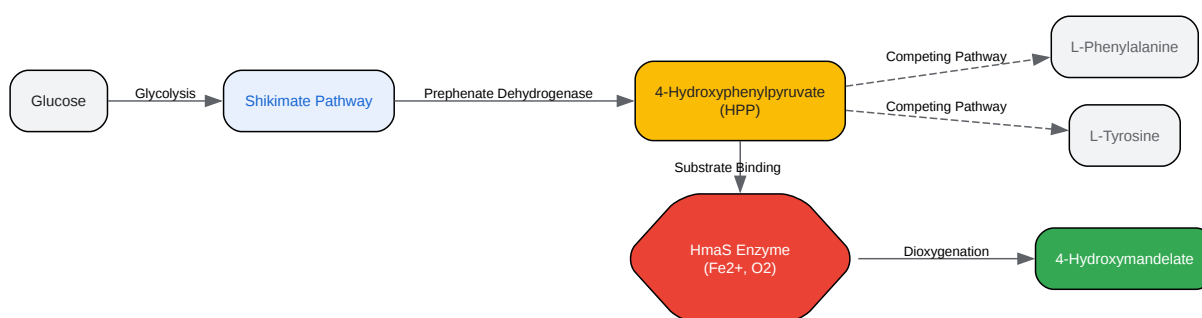 Glucose
Glycolysis
Shikimate Pathway
Prephenate Dehydrogenase
4-Hydroxyphenylpyruvate
(HPP)
Competing Pathway
L-Phenylalanine
Competing Pathway
L-Tyrosine
Substrate Binding
HmaS Enzyme
(Fe2+, O2)
Dioxygenation
4-Hydroxymandelate